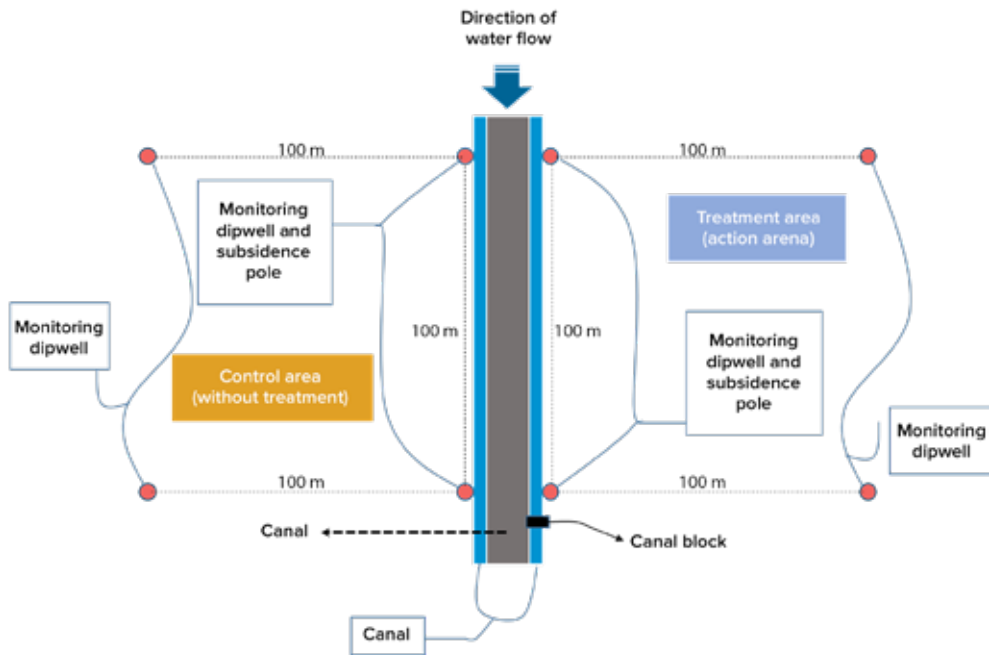 Direction of
water flow
100 m
100 m
Monitoring
dipwell and
subsidence
pole
Treatment area
(action arena)
Monitoring
dipwell
100 m
100 m
Control area
(without treatment)
Monitoring
dipwell and
subsidence
pole
Monitoring
dipwell
100 m
100 m
Canal
Canal block
Canal